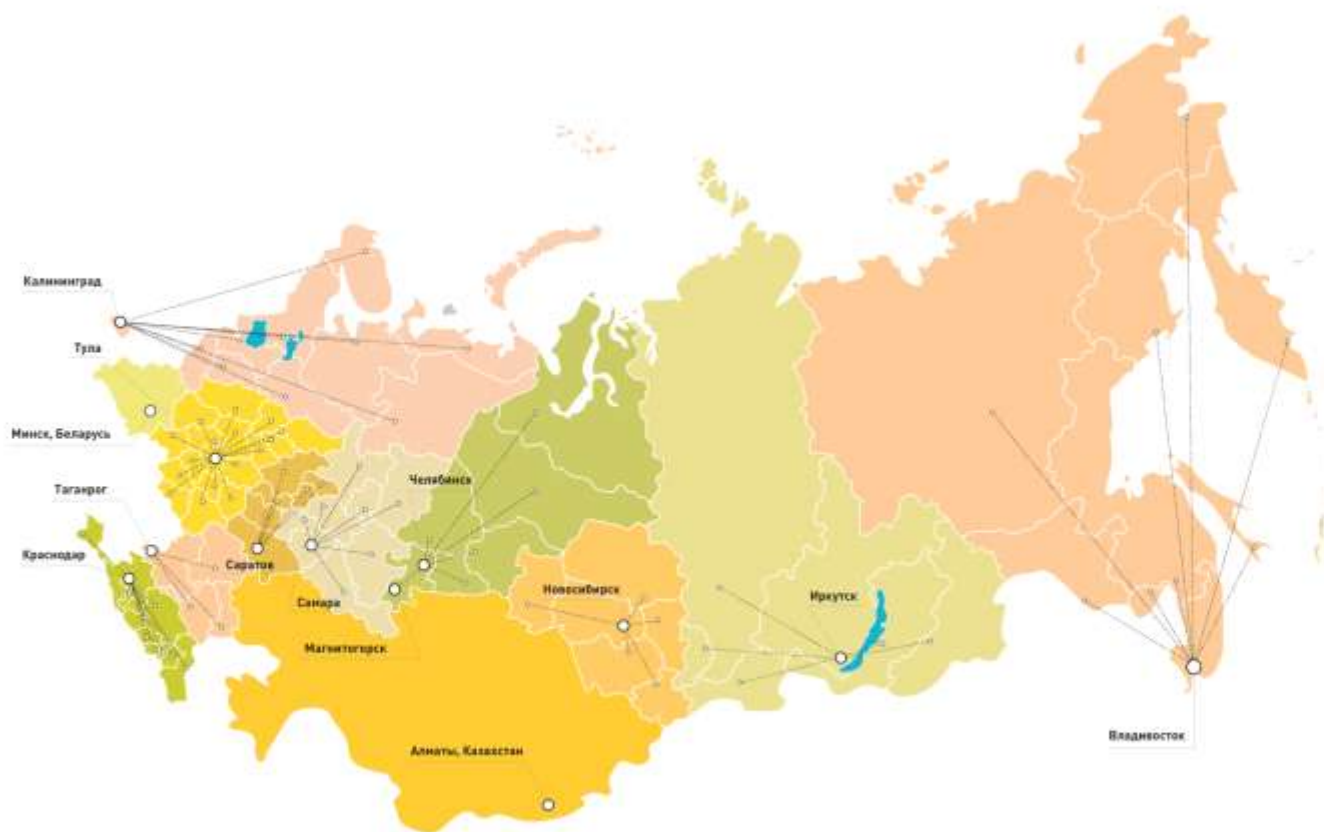 Калининград
Тула
Минск, Беларусь
Челябинск
Таганрог
Краснодар
Саратов
Самара
Новосибирск
Иркутск
Магнитогорск
Владивосток
Алматы, Казахстан